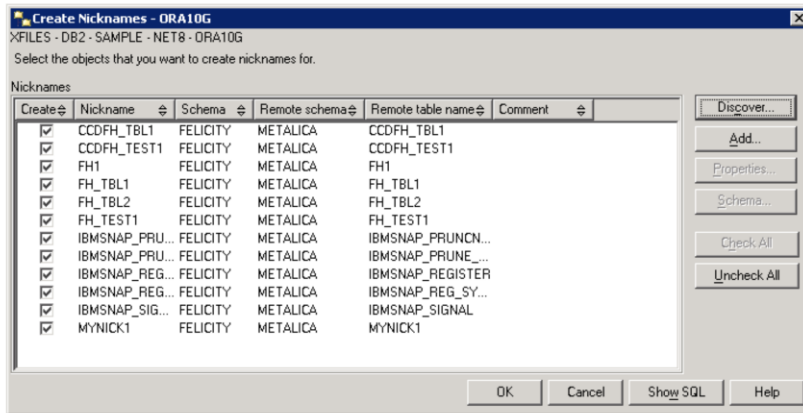 Create Nicknames - ORA10G
XFILES - DB2 - SAMPLE - NET8 - ORA10G
Select the objects that you want to create nicknames for.
Nicknames
Create Nickname Schema Remote schema Remote table name Comment
CCDFH_TBL1 FELICITY METALICA CCDFH_TBL1
CCDFH_TEST1 FELICITY METALICA CCDFH_TEST1
FH1 FELICITY METALICA FH1
FH_TBL1 FELICITY METALICA FH_TBL1
FH_TBL2 FELICITY METALICA FH_TBL2
FH_TEST1 FELICITY METALICA FH_TEST1
IBMSNAP_PRU... FELICITY METALICA IBMSNAP_PRUNCN...
IBMSNAP_PRU... FELICITY METALICA IBMSNAP_PRUNE_...
IBMSNAP_REG... FELICITY METALICA IBMSNAP_REGISTER
IBMSNAP_REG... FELICITY METALICA IBMSNAP_REG_SY...
IBMSNAP_SIG... FELICITY METALICA IBMSNAP_SIGNAL
MYNICK1 FELICITY METALICA MYNICK1
Discover...
Add...
Properties...
Schema...
Check All
Uncheck All
OK Cancel Show SQL Help